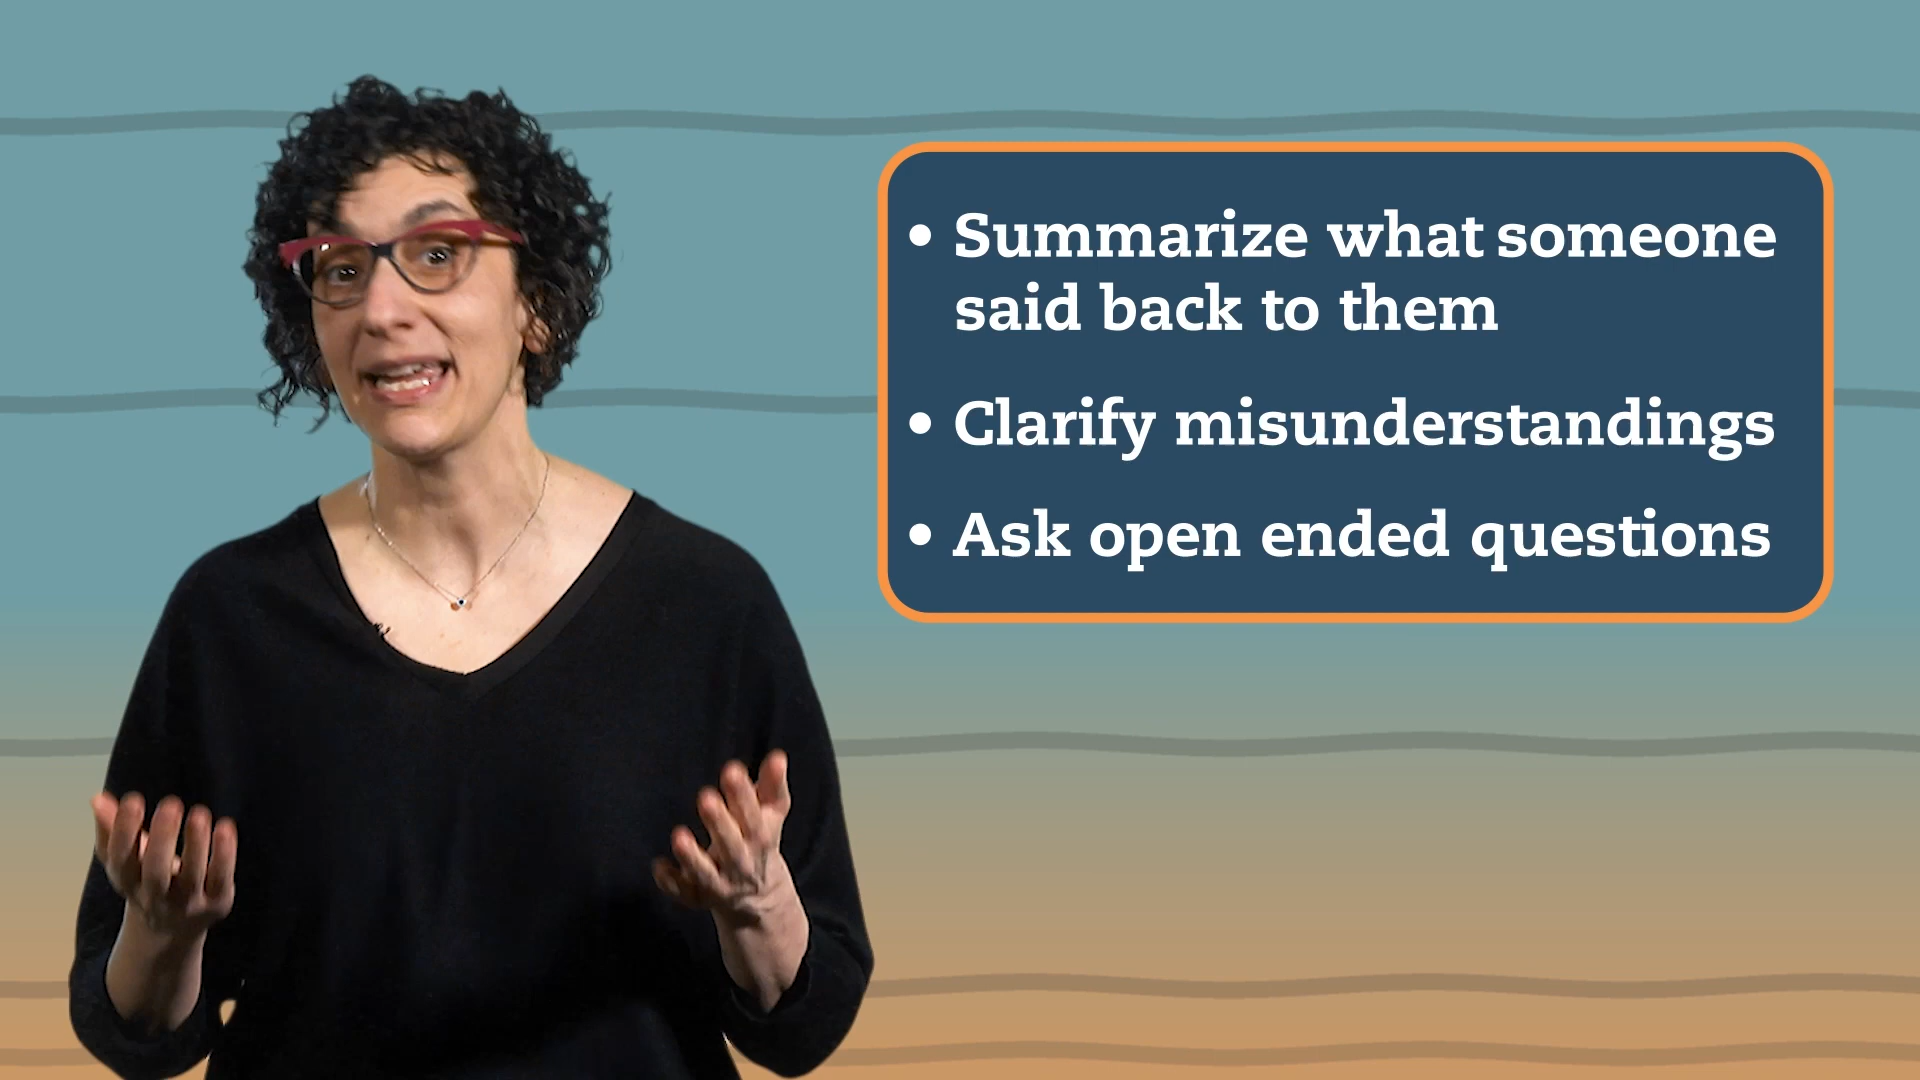 • Summarize what someone
said back to them
• Clarify misunderstandings
• Ask open ended questions